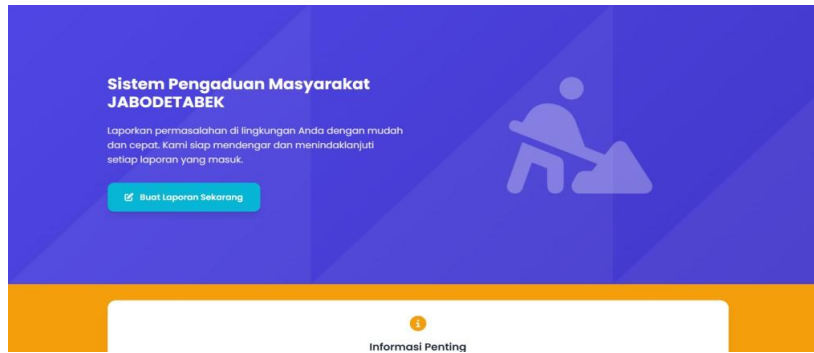 Sistem Pengaduan Masyarakat
JABODETABEK
Laporkan permasalahan di lingkungan Anda dengan mudah
dan cepat. Kami siap mendengar dan menindaklanjuti
setiap laporan yang masuk.
Buat Laporan Sekarang
Informasi Penting